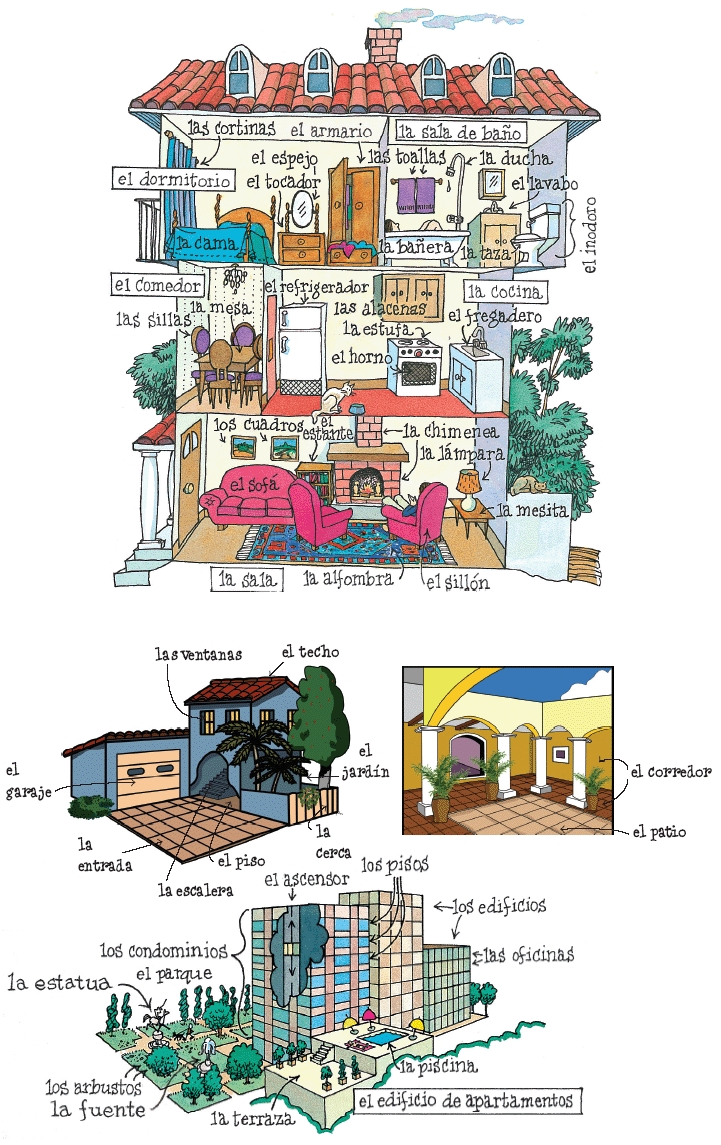 las cortinas
el armario
la sala de baño
el espejo
las toallas
la ducha
el dormitorio
el tocador
el lavabo
la cama
la bañera
la taza
el inodoro
el comedor
el refrigerador
la cocina
la mesa
las alacenas
el fregadero
las sillas
la estufa
el horno
los cuadros
el
estante
la chimenea
la lámpara
el sofá
la mesita
la sala
la alfombra
el sillón
las ventanas
el techo
el
garaje
el
jardín
el corredor
la
entrada
el piso
la
cerca
el patio
la escalera
el ascensor
los pisos
los edificios
los condominios
el parque
las oficinas
la estatua
los arbustos
la fuente
la piscina
la terraza
el edificio de apartamentos